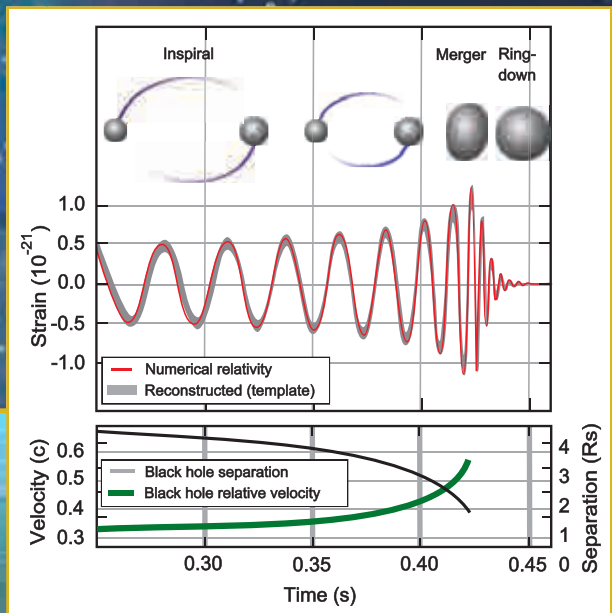 Inspiral
Merger
Ring-
down
Strain (10-21)
1.0
0.5
0.0
-0.5
-1.0
Numerical relativity
Reconstructed (template)
Velocity (c)
0.6
0.5
0.4
0.3
Black hole separation
Black hole relative velocity
4
3
2
1
0
Separation (Rs)
0.30
0.35
0.40
0.45
Time (s)